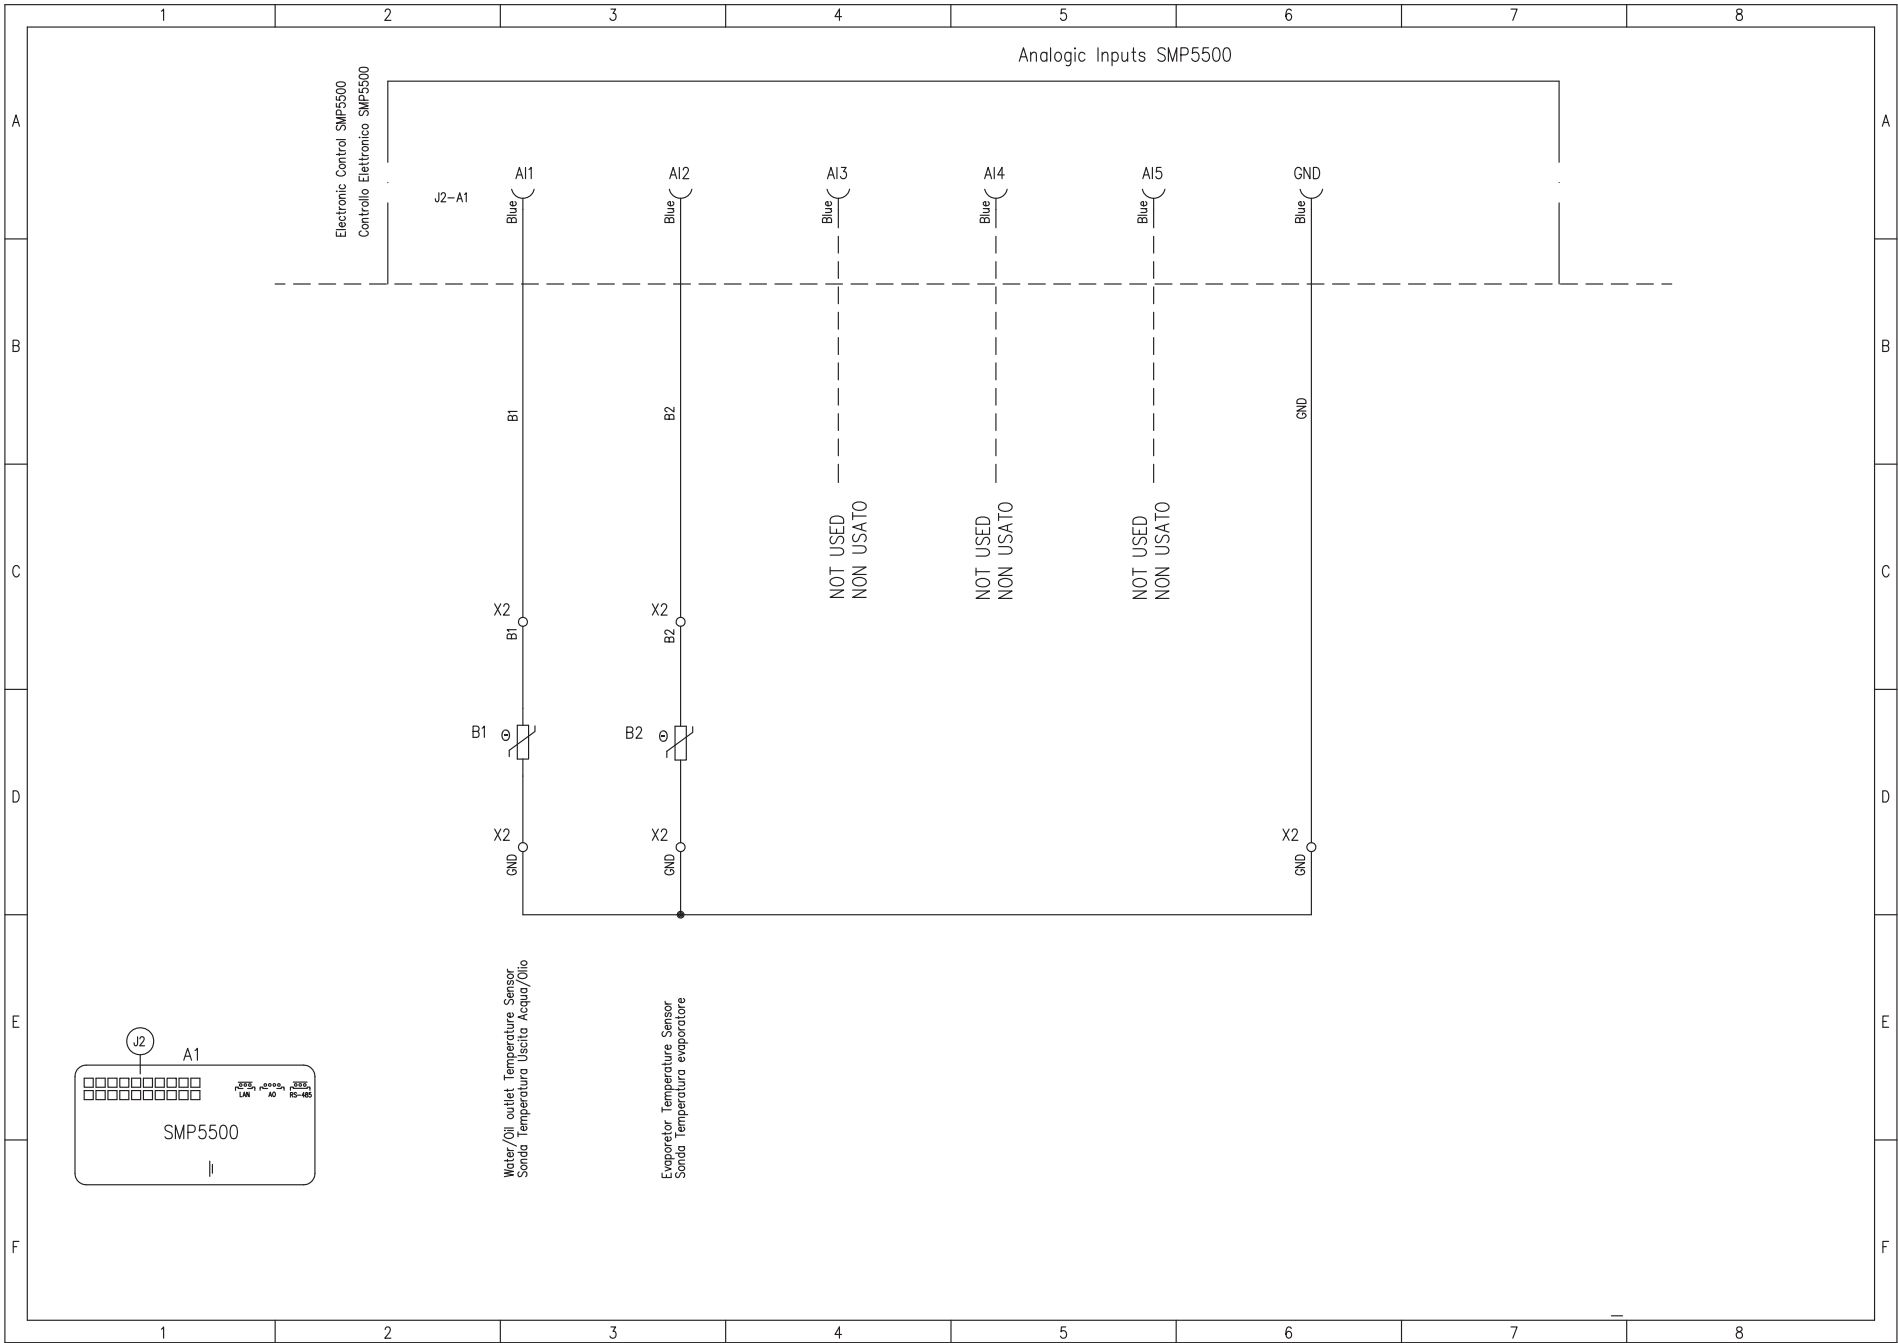 1 2 3 4 5 6 7 8
Analogic Inputs SMP5500
A A
Electronic Control SMP5500
Controllo Elettronico SMP5500
J2-A1
AI1 AI2 AI3 AI4 AI5 GND
Blue Blue Blue Blue Blue Blue
B B
B1 B2 GND
NOT USED
NON USATO
NOT USED
NON USATO
NOT USED
NON USATO
C C
X2 X2
B1 B2
B1 B2
D D
X2 X2 X2
GND GND GND
Water/Oil outlet Temperature Sensor
Sonda Temperatura Uscita Acqua/Olio
Evaporetor Temperature Sensor
Sonda Temperatura evaporatore
E E
J2
A1
LAN AO RS-485
SMP5500
F F
1 2 3 4 5 6 7 8